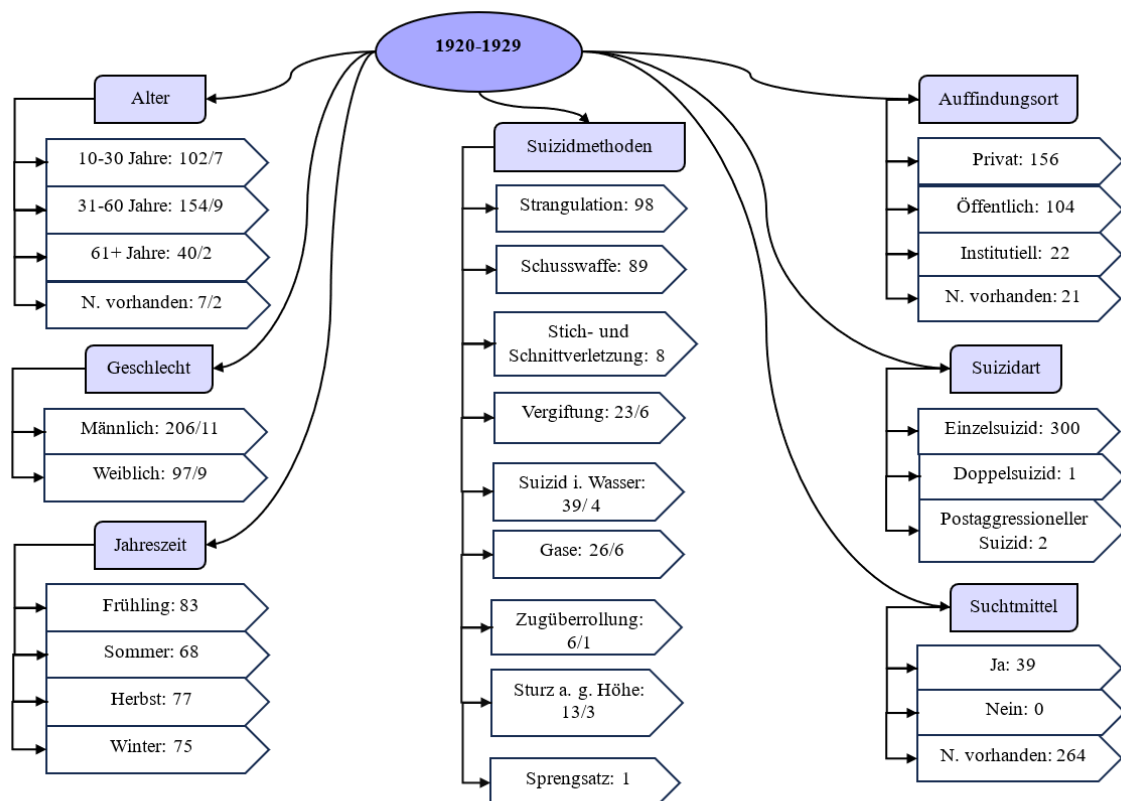 1920-1929
Alter
10-30 Jahre: 102/7
31-60 Jahre: 154/9
61+ Jahre: 40/2
N. vorhanden: 7/2
Geschlecht
Männlich: 206/11
Weiblich: 97/9
Jahreszeit
Frühling: 83
Sommer: 68
Herbst: 77
Winter: 75
Suizidmethoden
Strangulation: 98
Schusswaffe: 89
Stich- und
Schnittverletzung: 8
Vergiftung: 23/6
Suizid i. Wasser:
39/ 4
Gase: 26/6
Zugüberrollung:
6/1
Sturz a. g. Höhe:
13/3
Sprengsatz: 1
Auffindungsort
Privat: 156
Öffentlich: 104
Institutiell: 22
N. vorhanden: 21
Suizidart
Einzelsuizid: 300
Doppelsuizid: 1
Postaggressioneller
Suizid: 2
Suchtmittel
Ja: 39
Nein: 0
N. vorhanden: 264